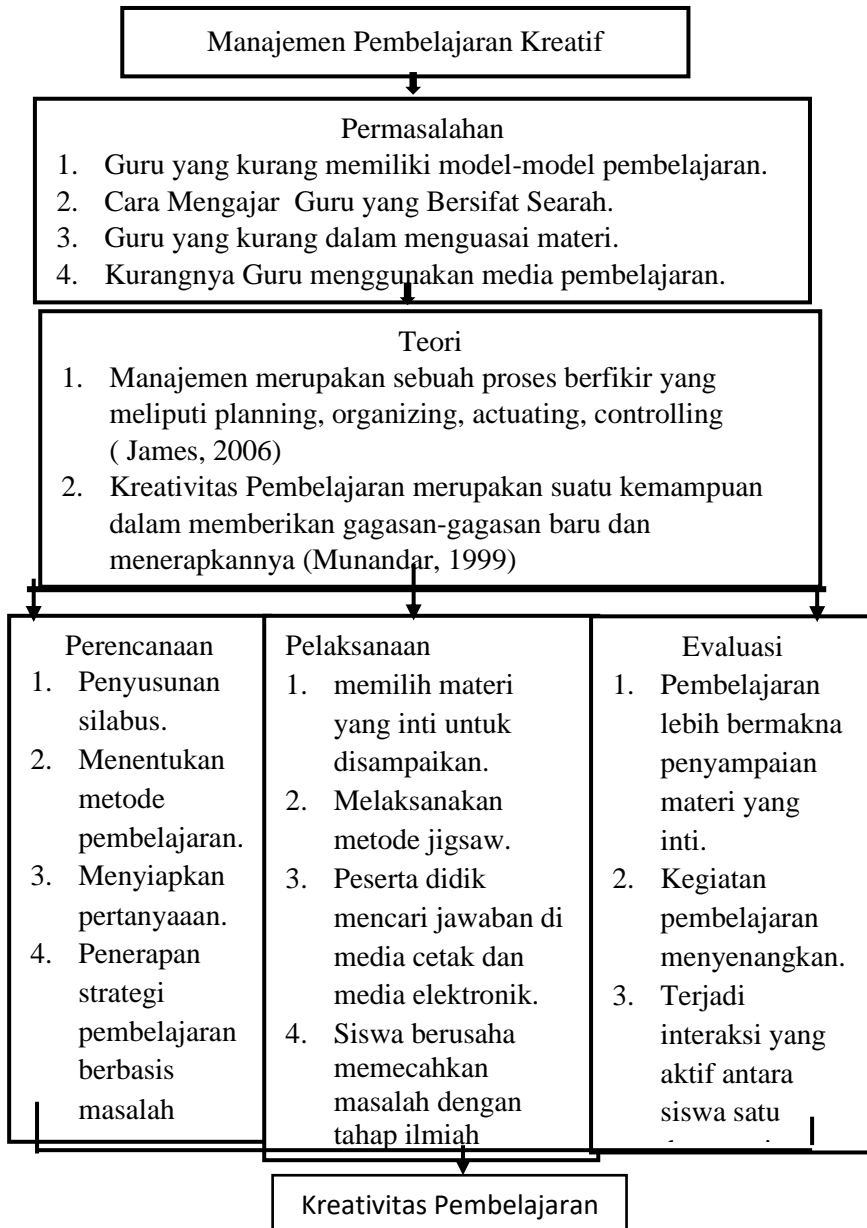 Manajemen Pembelajaran Kreatif
Permasalahan
1. Guru yang kurang memiliki model-model pembelajaran.
2. Cara Mengajar Guru yang Bersifat Searah.
3. Guru yang kurang dalam menguasai materi.
4. Kurangnya Guru menggunakan media pembelajaran.
Teori
1. Manajemen merupakan sebuah proses berfikir yang
meliputi planning, organizing, actuating, controlling
( James, 2006)
2. Kreativitas Pembelajaran merupakan suatu kemampuan
dalam memberikan gagasan-gagasan baru dan
menerapkannya (Munandar, 1999)
Perencanaan
1. Penyusunan
silabus.
2. Menentukan
metode
pembelajaran.
3. Menyiapkan
pertanyaaan.
4. Penerapan
strategi
pembelajaran
berbasis
masalah
Pelaksanaan
1. memilih materi
yang inti untuk
disampaikan.
2. Melaksanakan
metode jigsaw.
3. Peserta didik
mencari jawaban di
media cetak dan
media elektronik.
4. Siswa berusaha
memecahkan
masalah dengan
tahap ilmiah
Evaluasi
1. Pembelajaran
lebih bermakna
penyampaian
materi yang
inti.
2. Kegiatan
pembelajaran
menyenangkan.
3. Terjadi
interaksi yang
aktif antara
siswa satu
Kreativitas Pembelajaran